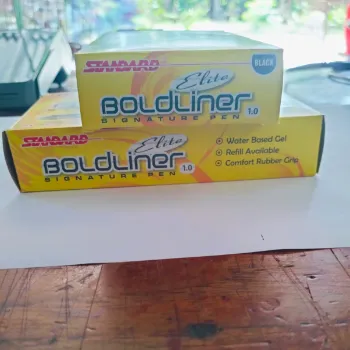 STANDARD
Elite
BLACK
BOLDLINER
1.0
SIGNATURE PEN
STANDARD
Elite
BOLDLINER
1.0
SIGNATURE PEN
Water Based Gel
Refill Available
Comfort Rubber Grip